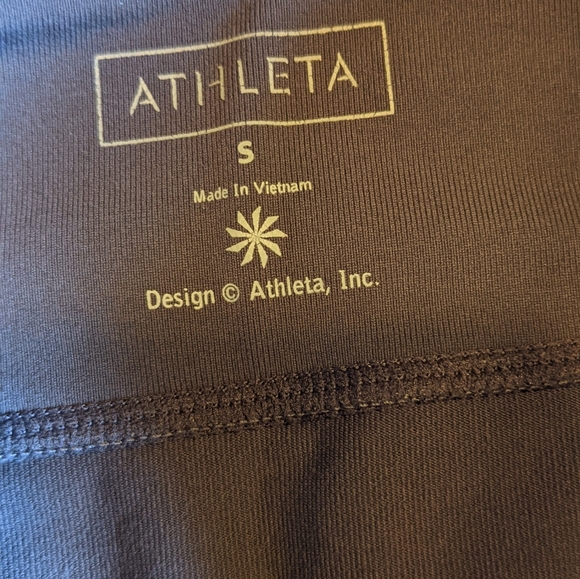 ATHLETA
S
Made In Vietnam
Design © Athleta, Inc.